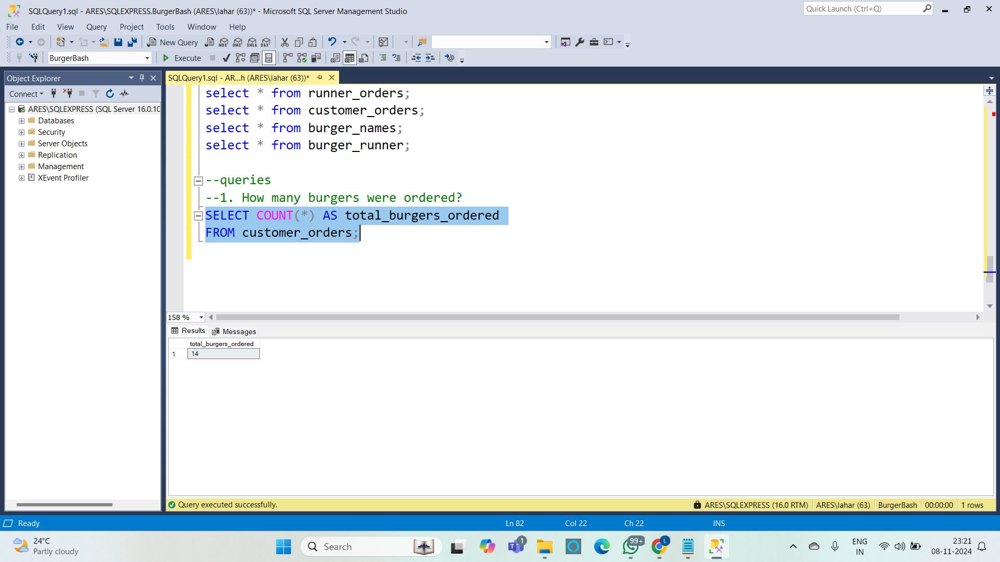 SQLQuery1.sql - ARES\SQLEXPRESS.BurgerBash (ARES\lahar (63))* - Microsoft SQL Server Management Studio
Quick Launch (Ctrl+Q)
File Edit View Query Project Tools Window Help
New Query MDX DMX XMLA DAX
BurgerBash Execute
Object Explorer
Connect
ARES\SQLEXPRESS (SQL Server 16.0.10
Databases
Security
Server Objects
Replication
Management
XEvent Profiler
SQLQuery1.sql - AR...h (ARES\lahar (63))*
select * from runner_orders;
select * from customer_orders;
select * from burger_names;
select * from burger_runner;
--queries
--1. How many burgers were ordered?
SELECT COUNT(*) AS total_burgers_ordered
FROM customer_orders;
158 %
Results Messages
total_burgers_ordered
1 14
Query executed successfully.
ARES\SQLEXPRESS (16.0 RTM) ARES\lahar (63) BurgerBash 00:00:00 1 rows
Ready Ln 82 Col 22 Ch 22 INS
24°C
Partly cloudy
Search
1
99+
L
ENG
IN
23:21
08-11-2024